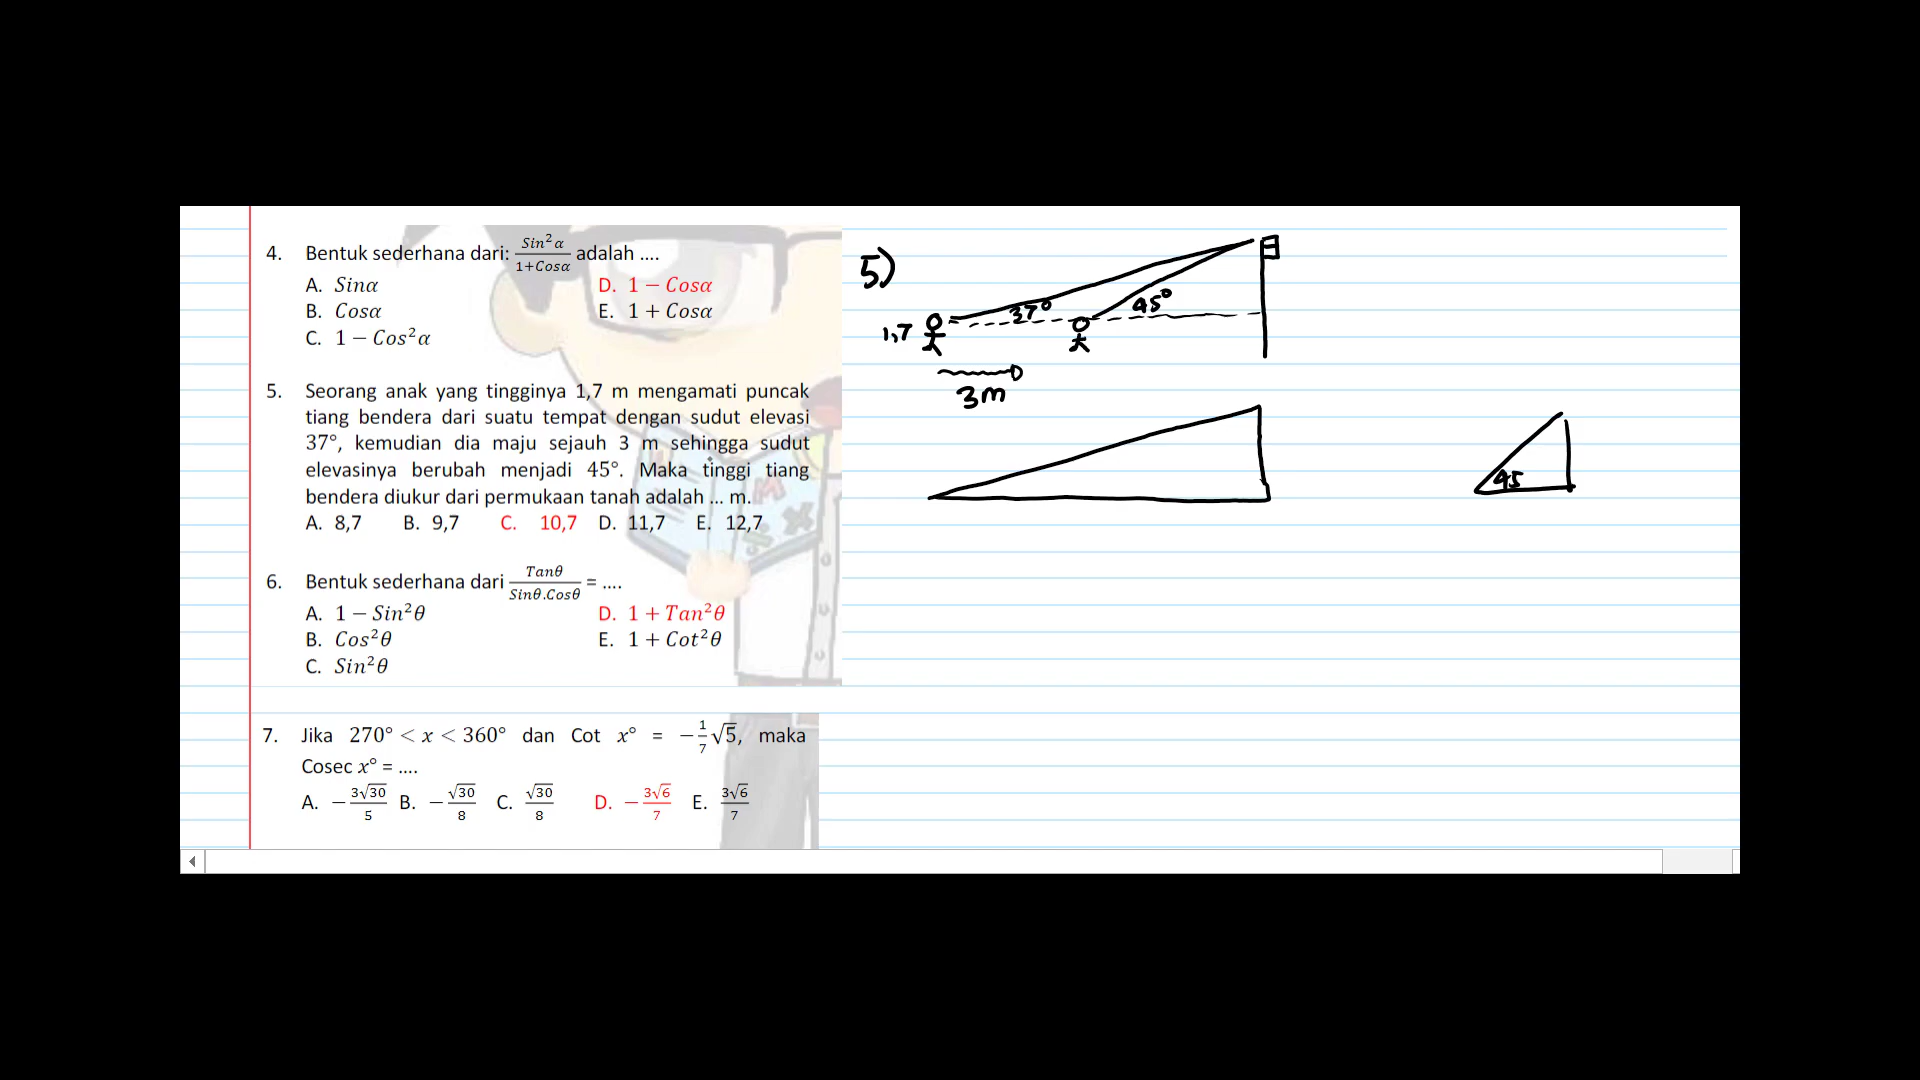 4. Bentuk sederhana dari: Sin²α / 1+Cosα adalah ....
A. Sinα D. 1 − Cosα
B. Cosα E. 1 + Cosα
C. 1 − Cos²α
5. Seorang anak yang tingginya 1,7 m mengamati puncak
tiang bendera dari suatu tempat dengan sudut elevasi
37°, kemudian dia maju sejauh 3 m sehingga sudut
elevasinya berubah menjadi 45°. Maka tinggi tiang
bendera diukur dari permukaan tanah adalah ... m.
A. 8,7 B. 9,7 C. 10,7 D. 11,7 E. 12,7
6. Bentuk sederhana dari Tanθ / Sinθ.Cosθ = ....
A. 1 − Sin²θ D. 1 + Tan²θ
B. Cos²θ E. 1 + Cot²θ
C. Sin²θ
7. Jika 270° < x < 360° dan Cot x° = −1/7 √5, maka
Cosec x° = ....
A. −3√30/5 B. −√30/8 C. √30/8 D. −3√6/7 E. 3√6/7
5)
37° 45°
1,7
3m
45